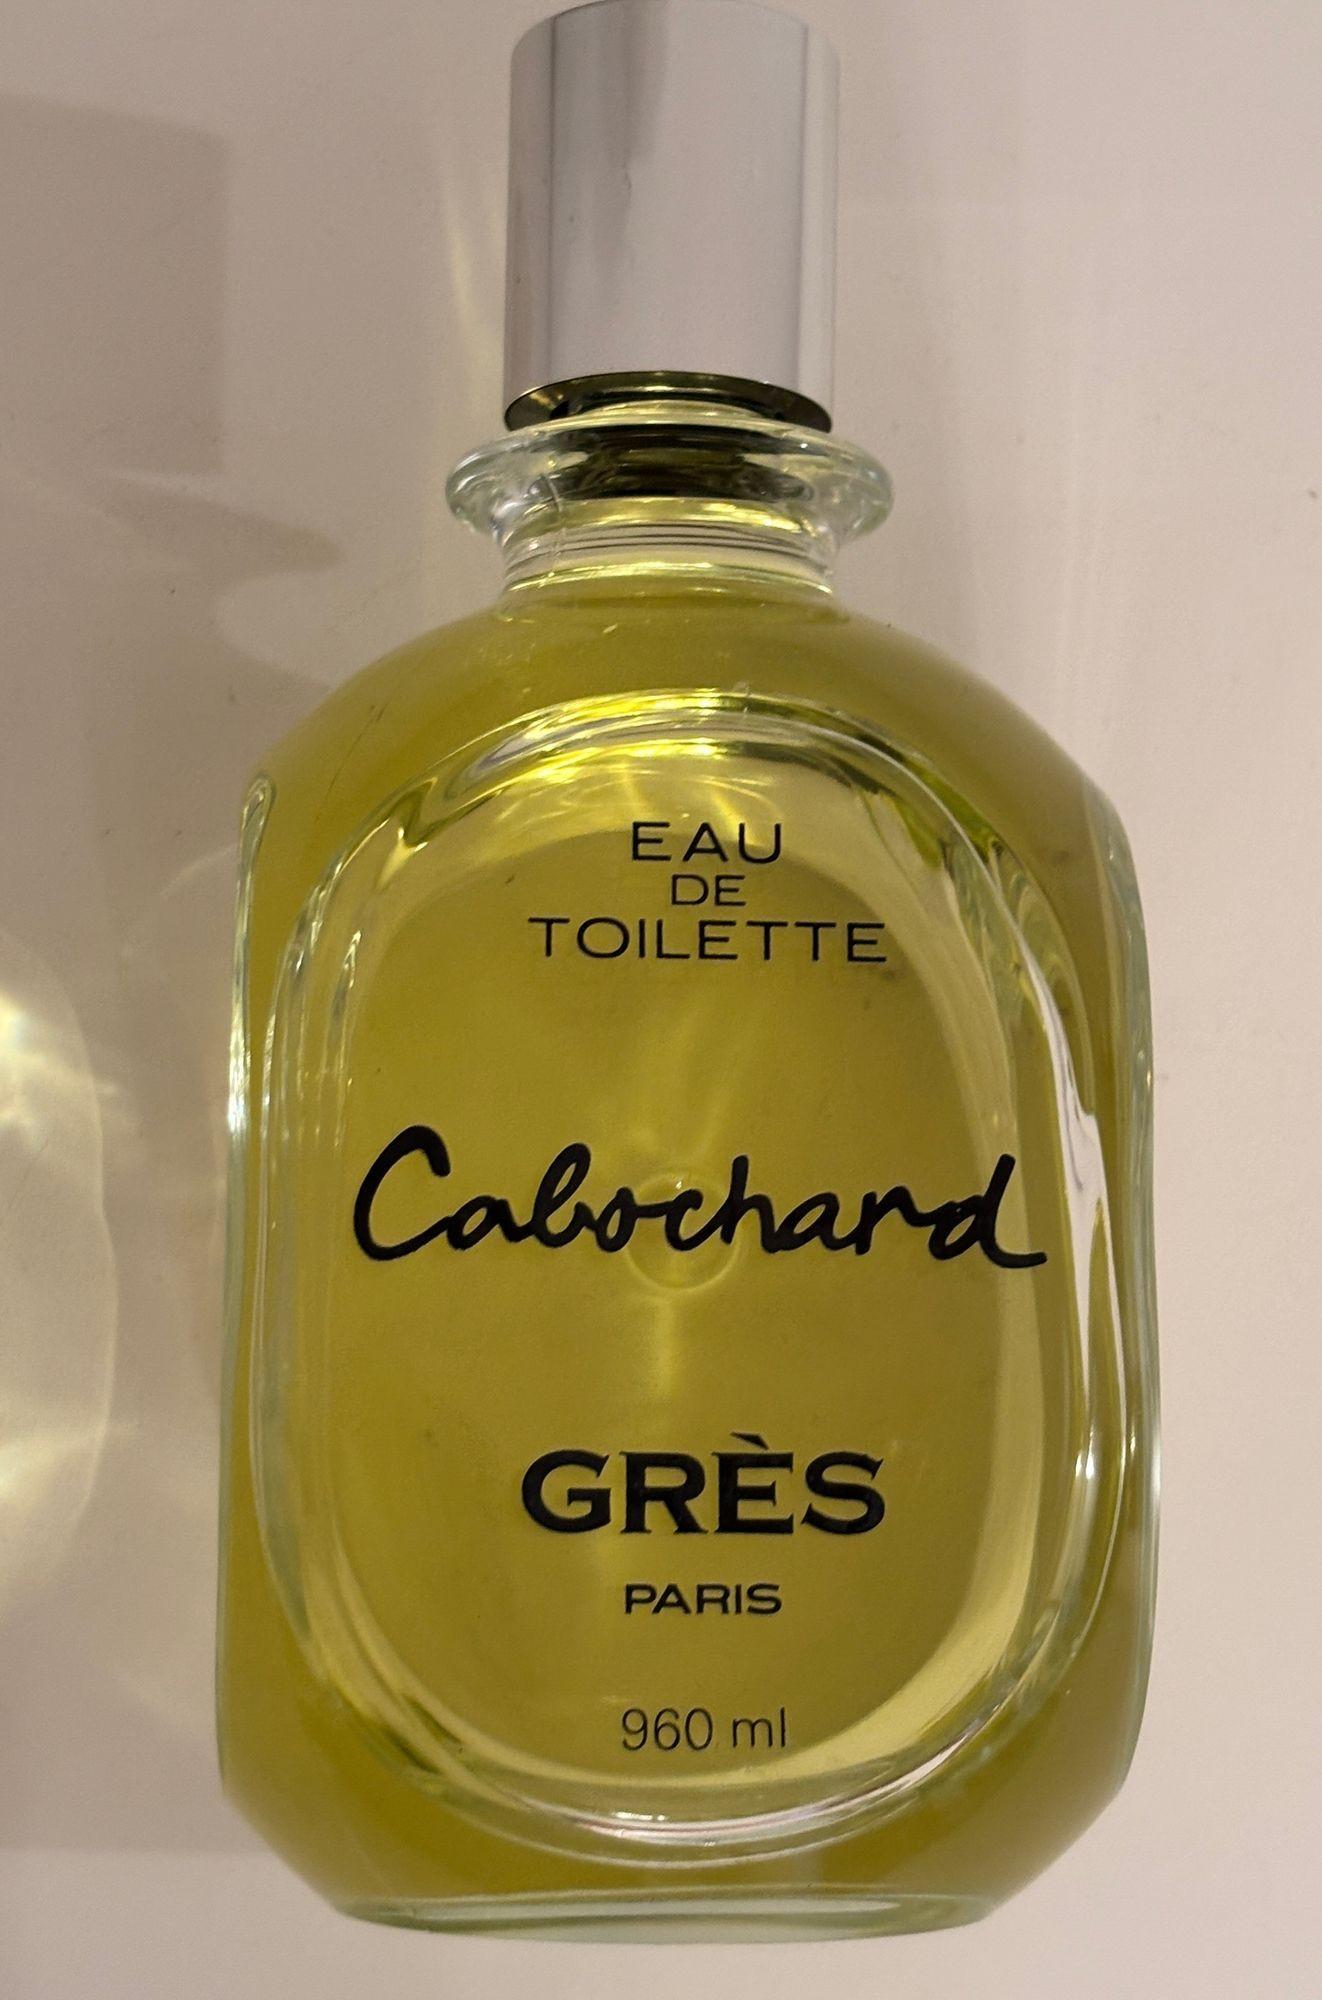 EAU
DE
TOILETTE
Cabochard
GRÈS
PARIS
960 ml